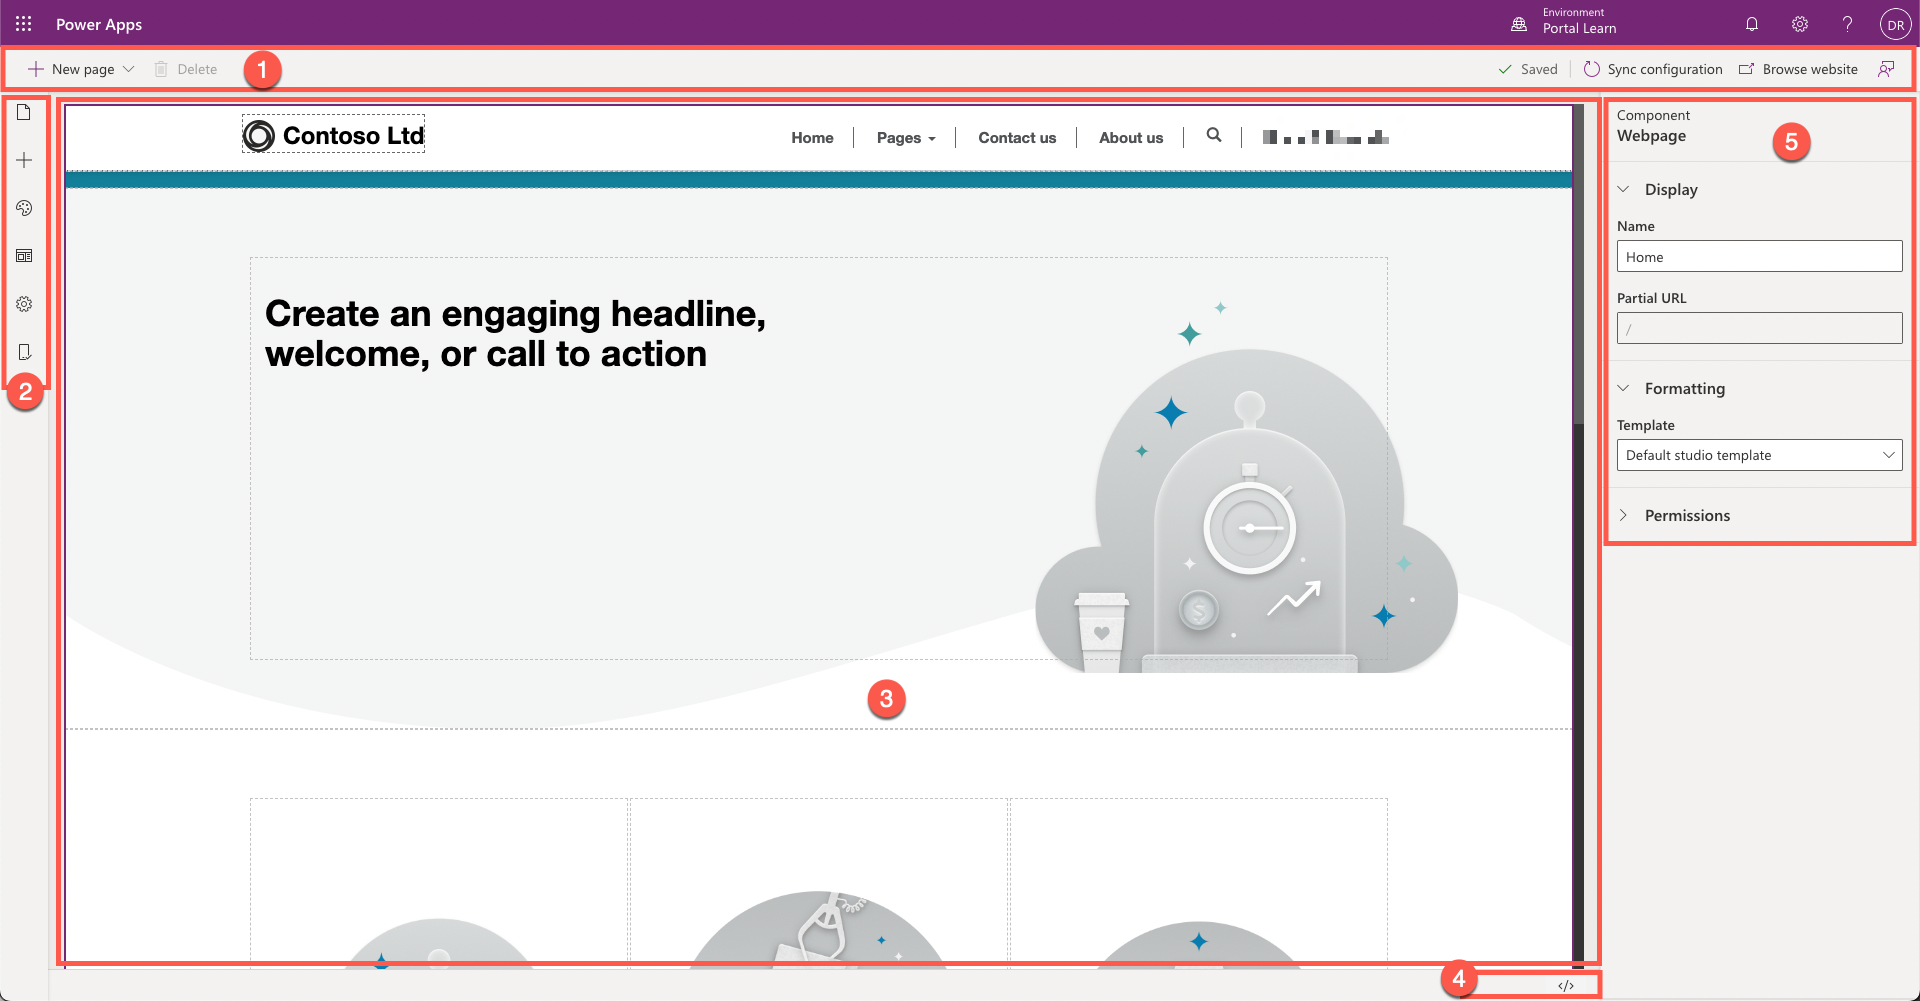 Power Apps
Environment
Portal Learn
?
DR
New page
Delete
1
Saved
Sync configuration
Browse website
2
Contoso Ltd
Home
Pages
Contact us
About us
Create an engaging headline,
welcome, or call to action
$
3
4
</>
Component
Webpage
5
Display
Name
Home
Partial URL
/
Formatting
Template
Default studio template
Permissions